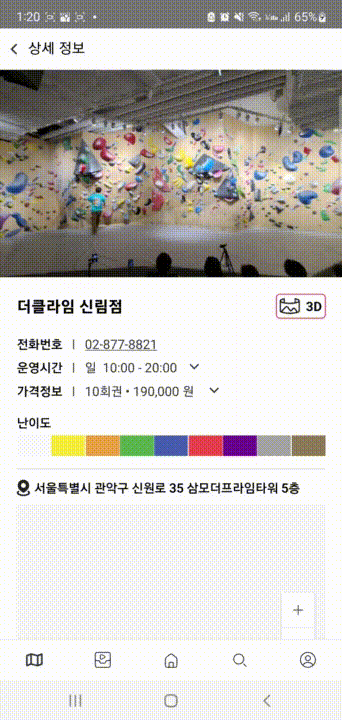 1:20
65%
상세 정보
더클라임 신림점
3D
전화번호 | 02-877-8821
운영시간 | 일 10:00 - 20:00
가격정보 | 10회권 • 190,000 원
난이도
서울특별시 관악구 신원로 35 삼모더프라임타워 5층
+